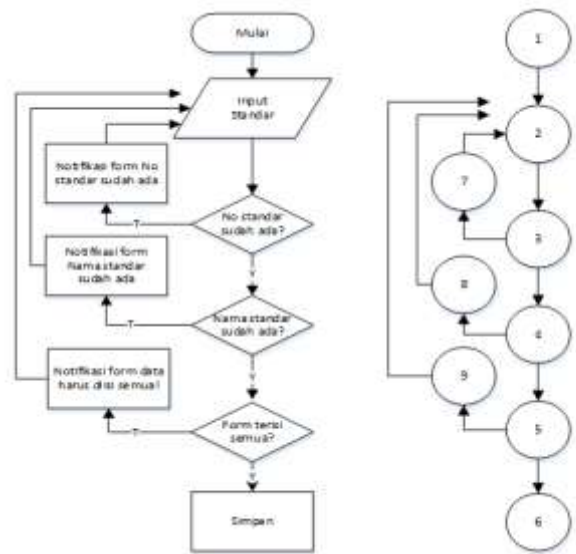 Mulai
Input
Standar
Notifikasi form No
standar sudah ada
No standar
sudah ada?
T
Y
Notifikasi form
Nama standar
sudah ada
Nama standar
sudah ada?
T
Y
Notifikasi form data
harus diisi semua!
Form terisi
semua?
T
Y
Simpan
1
2
7
3
8
4
9
5
6